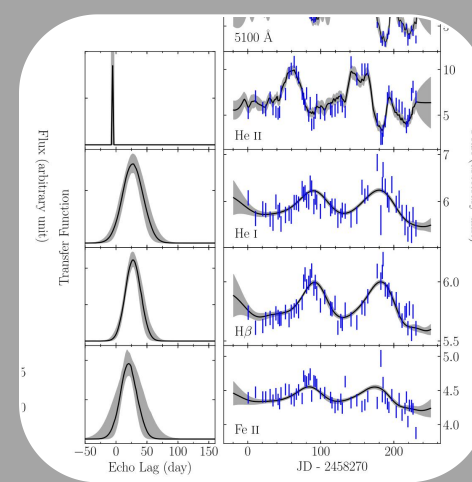 5100 Å
10
5
He II
7
6
He I
6.0
5.5
Hβ
5.0
4.5
4.0
Fe II
Flux (arbitrary unit)
Transfer Function
−50 0 50 100 150
Echo Lag (day)
0 100 200
JD - 2458270